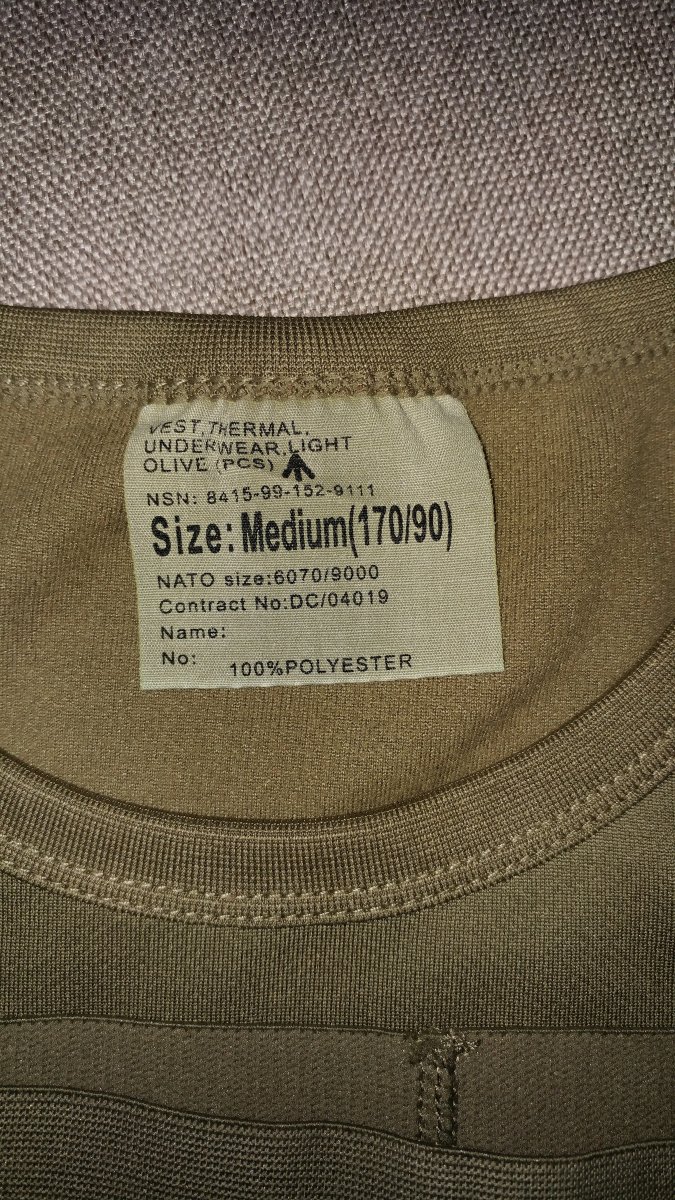 VEST,THERMAL,
UNDERWEAR,LIGHT
OLIVE (PCS)
NSN: 8415-99-152-9111
Size: Medium(170/90)
NATO size:6070/9000
Contract No:DC/04019
Name:
No: 100%POLYESTER